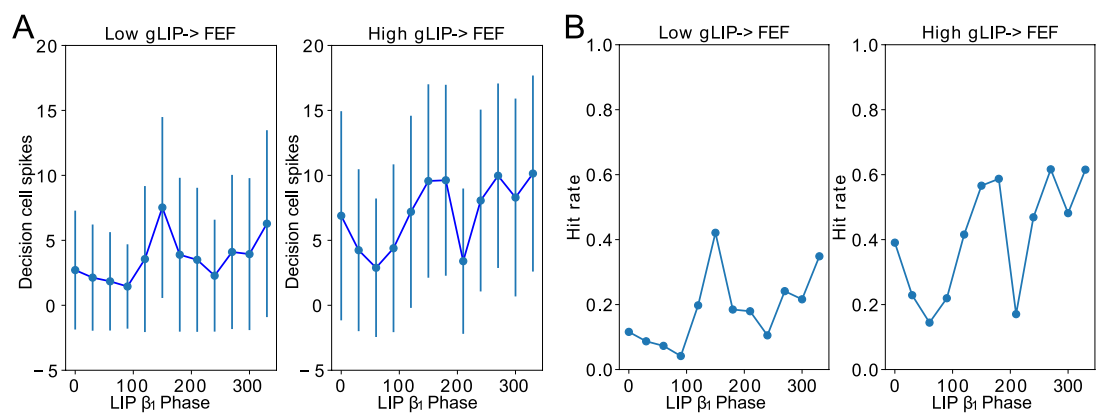 A
Low gLIP-> FEF
Decision cell spikes
20
15
10
5
0
−5
0
100
200
300
LIP β1 Phase
High gLIP-> FEF
Decision cell spikes
20
15
10
5
0
−5
0
100
200
300
LIP β1 Phase
B
Low gLIP-> FEF
Hit rate
1.0
0.8
0.6
0.4
0.2
0.0
0
100
200
300
LIP β1 Phase
High gLIP-> FEF
Hit rate
1.0
0.8
0.6
0.4
0.2
0.0
0
100
200
300
LIP β1 Phase